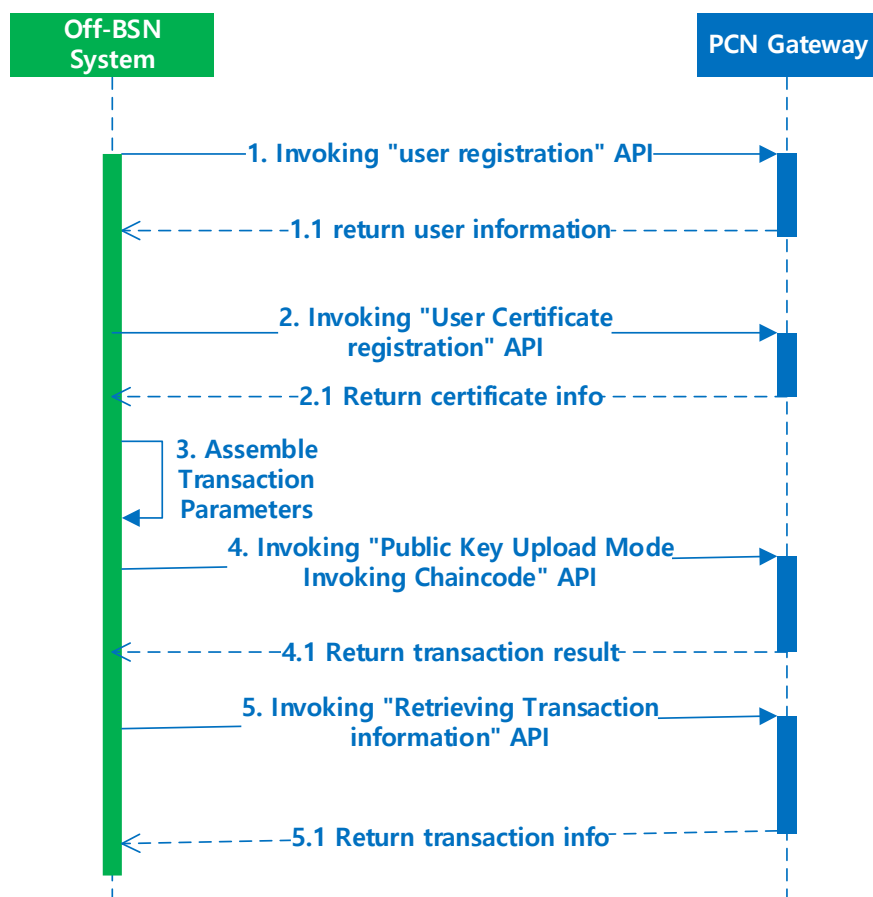 Off-BSN
System
PCN Gateway
1. Invoking "user registration" API
1.1 return user information
2. Invoking "User Certificate
registration" API
2.1 Return certificate info
3. Assemble
Transaction
Parameters
4. Invoking "Public Key Upload Mode
Invoking Chaincode" API
4.1 Return transaction result
5. Invoking "Retrieving Transaction
information" API
5.1 Return transaction info